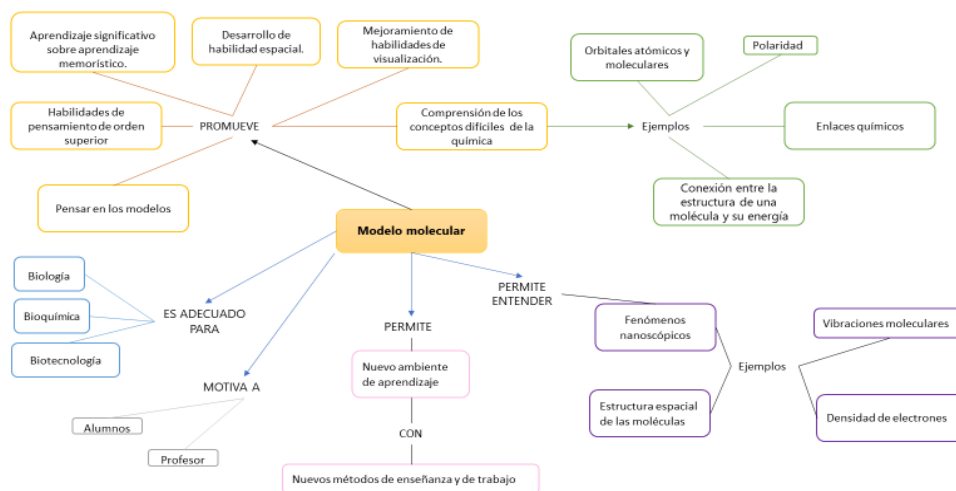 Aprendizaje significativo
sobre aprendizaje
memorístico.
Desarrollo de
habilidad espacial.
Mejoramiento de
habilidades de
visualización.
Habilidades de
pensamiento de orden
superior
PROMUEVE
Comprensión de los
conceptos difíciles de la
química
Pensar en los modelos
Orbitales atómicos y
moleculares
Polaridad
Ejemplos
Enlaces químicos
Conexión entre la
estructura de una
molécula y su energía
Modelo molecular
Biología
Bioquímica
Biotecnología
ES ADECUADO
PARA
MOTIVA A
Alumnos
Profesor
PERMITE
Nuevo ambiente
de aprendizaje
CON
Nuevos métodos de enseñanza y de trabajo
PERMITE
ENTENDER
Fenómenos
nanoscópicos
Estructura espacial
de las moléculas
Ejemplos
Vibraciones moleculares
Densidad de electrones